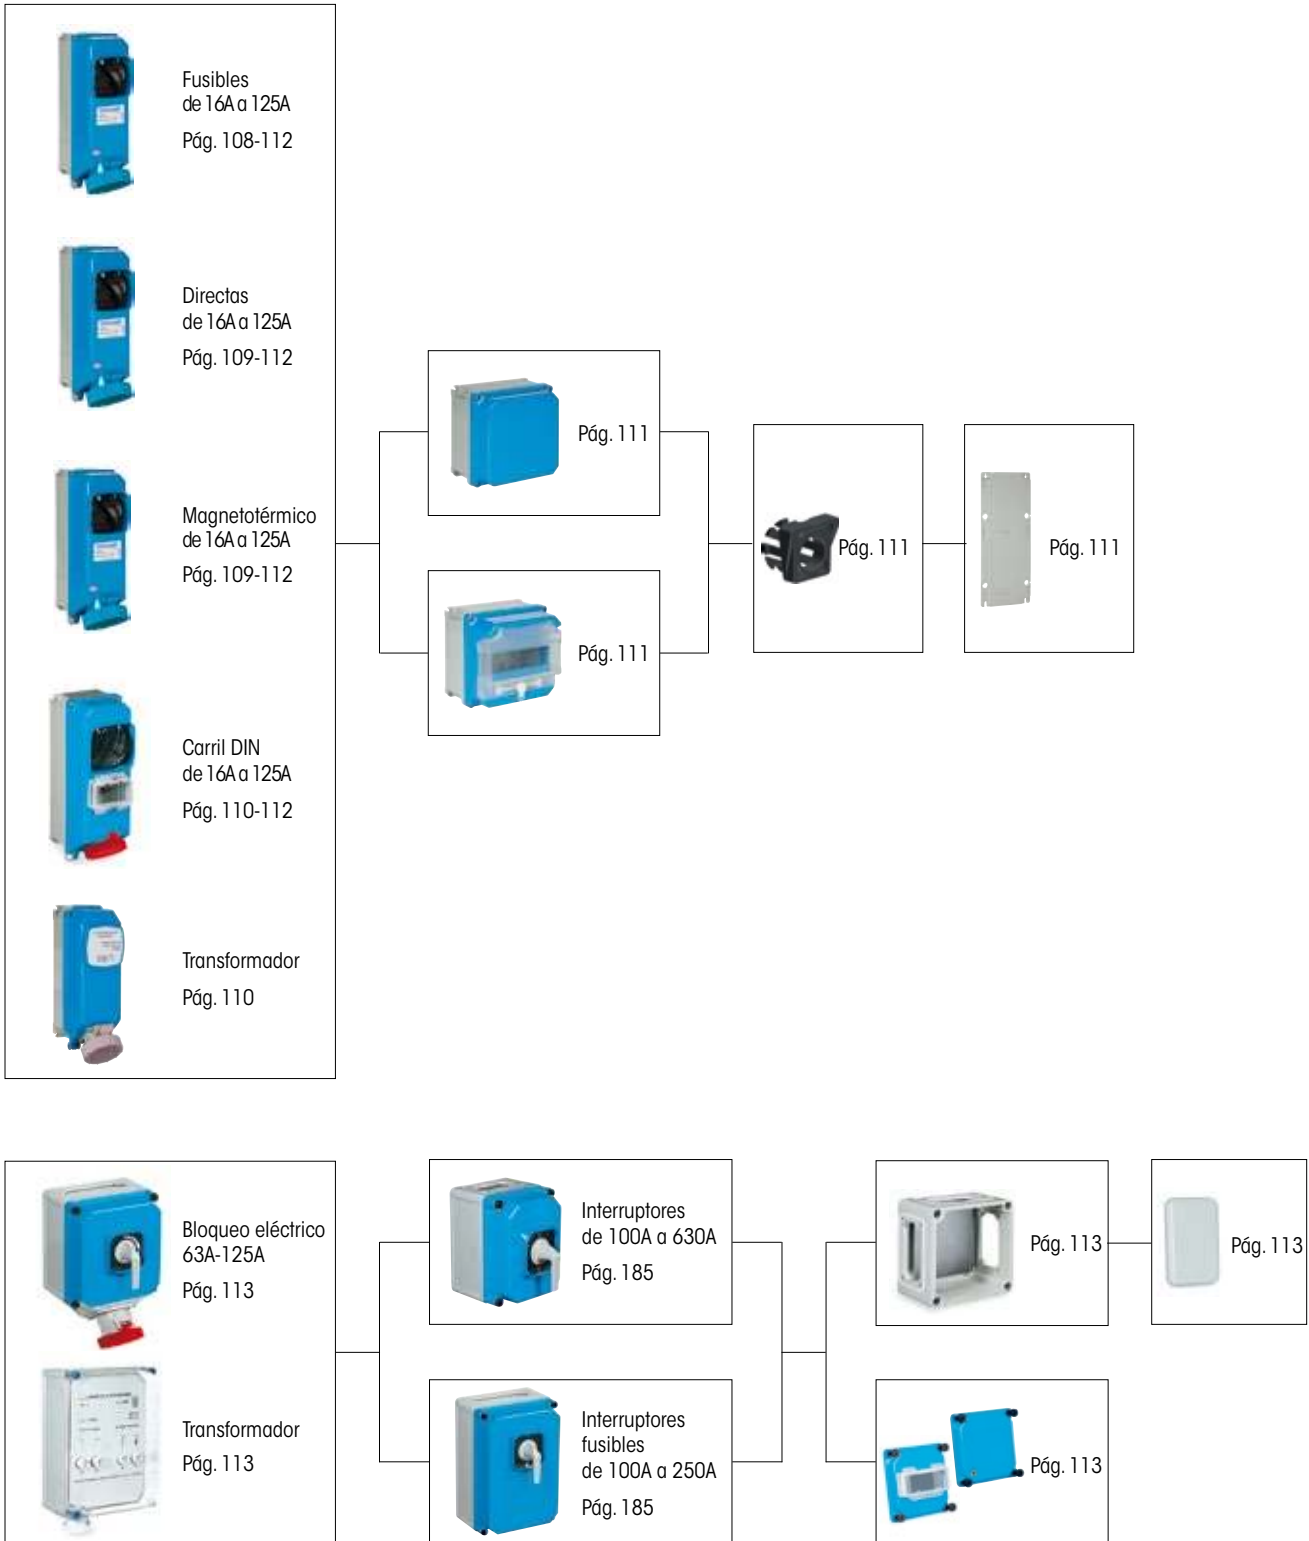 Fusibles
de 16A a 125A
Pág. 108-112
Directas
de 16A a 125A
Pág. 109-112
Magnetotérmico
de 16A a 125A
Pág. 109-112
Carril DIN
de 16A a 125A
Pág. 110-112
Transformador
Pág. 110
Pág. 111
Pág. 111
Pág. 111
Pág. 111
Bloqueo eléctrico
63A-125A
Pág. 113
Transformador
Pág. 113
Interruptores
de 100A a 630A
Pág. 185
Interruptores
fusibles
de 100A a 250A
Pág. 185
Pág. 113
Pág. 113
Pág. 113